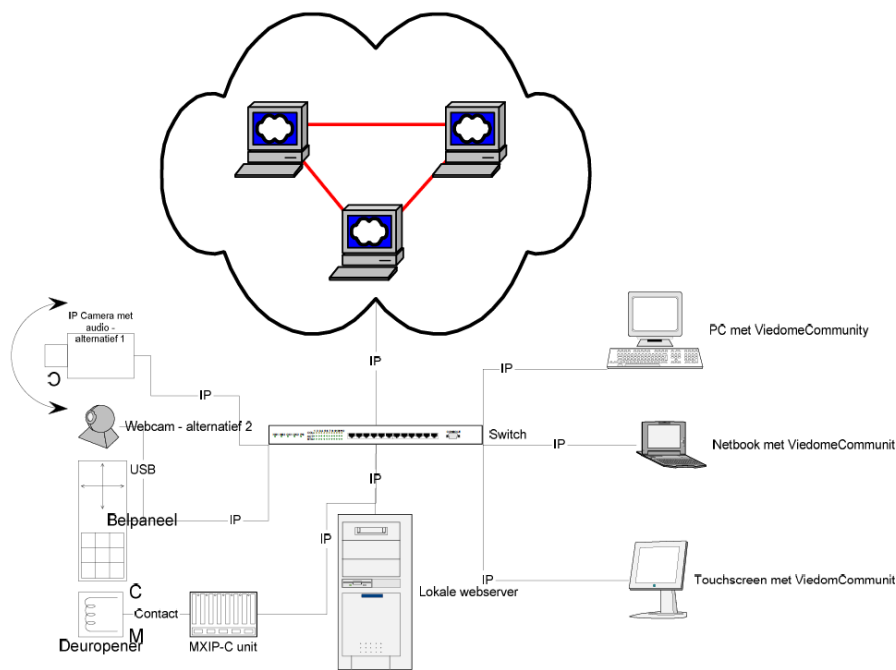 IP Camera met
audio -
alternatief 1
C
IP
PC met ViedomeCommunity
IP
IP
Webcam - alternatief 2
Switch
IP
Netbook met ViedomeCommunit
USB
IP
Belpaneel
IP
IP
IP
Touchscreen met ViedomCommunit
C
Contact
M
Lokale webserver
Deuropener
MXIP-C unit